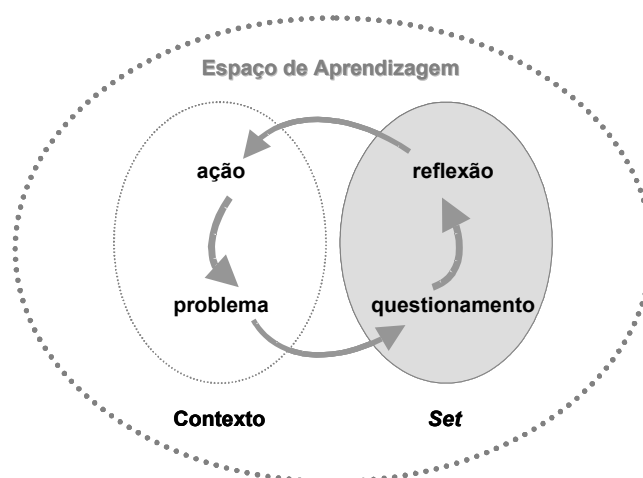 Espaço de Aprendizagem
ação
reflexão
problema
questionamento
Contexto
Set